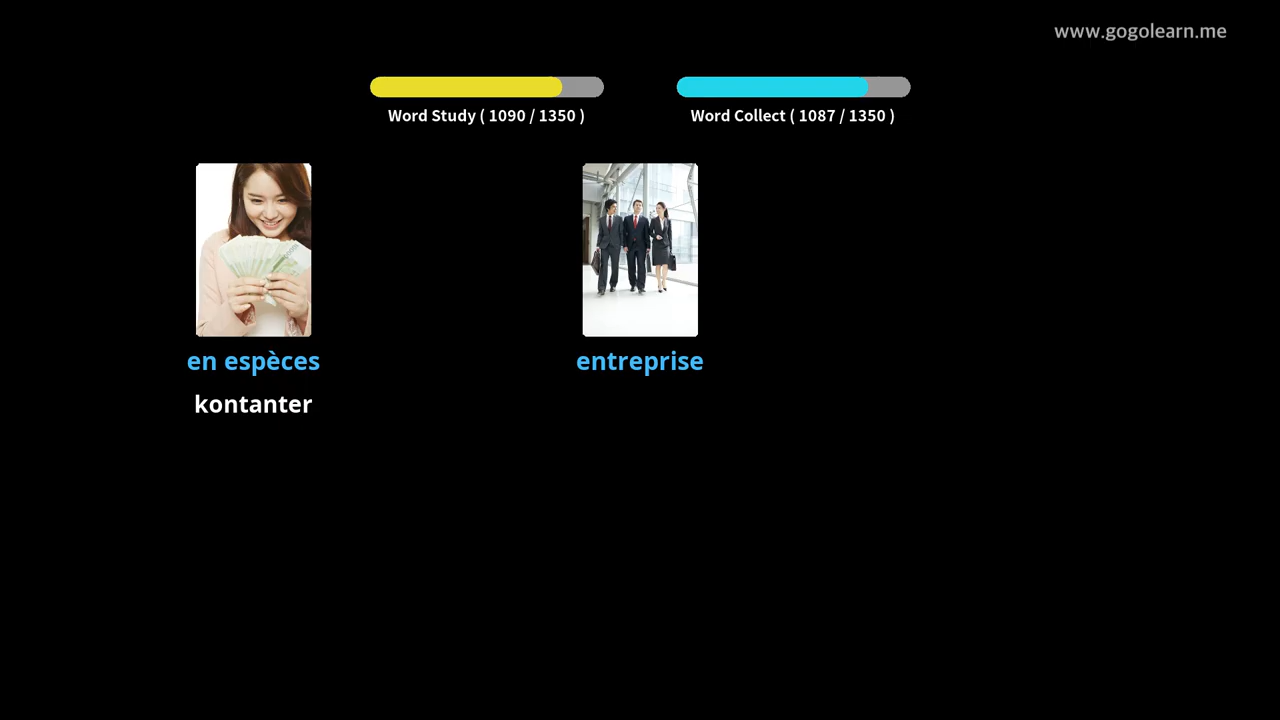 www.gogolearn.me
Word Study ( 1090 / 1350 )
Word Collect ( 1087 / 1350 )
en espèces
entreprise
kontanter